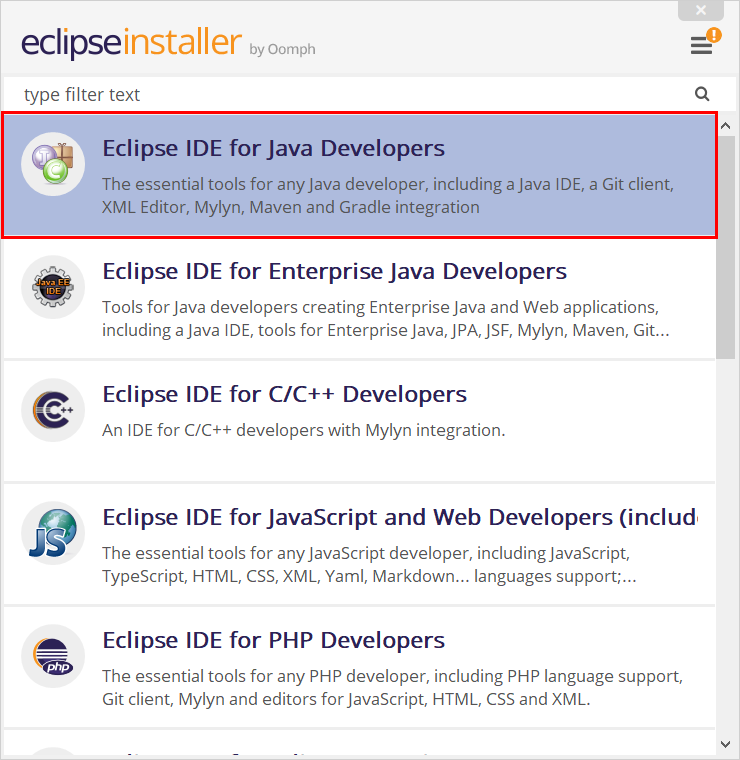 eclipseinstaller by Oomph
type filter text
Eclipse IDE for Java Developers
The essential tools for any Java developer, including a Java IDE, a Git client,
XML Editor, Mylyn, Maven and Gradle integration
Java EE
IDE
Eclipse IDE for Enterprise Java Developers
Tools for Java developers creating Enterprise Java and Web applications,
including a Java IDE, tools for Enterprise Java, JPA, JSF, Mylyn, Maven, Git...
C++
Eclipse IDE for C/C++ Developers
An IDE for C/C++ developers with Mylyn integration.
JS
Eclipse IDE for JavaScript and Web Developers (includ
The essential tools for any JavaScript developer, including JavaScript,
TypeScript, HTML, CSS, XML, Yaml, Markdown... languages support;...
php
Eclipse IDE for PHP Developers
The essential tools for any PHP developer, including PHP language support,
Git client, Mylyn and editors for JavaScript, HTML, CSS and XML.